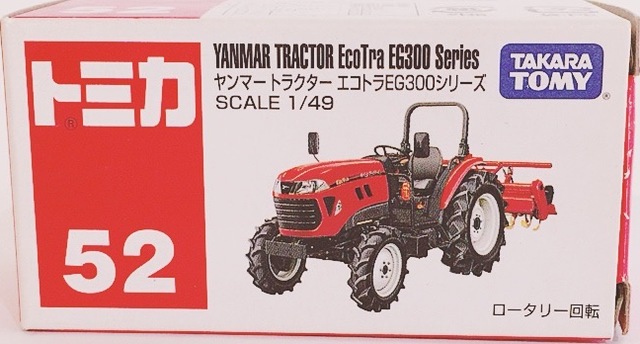 トミカ
®
52
YANMAR TRACTOR EcoTra EG300 Series
ヤンマートラクター エコトラEG300シリーズ
SCALE 1/49
TAKARA
TOMY
®
ロータリー回転